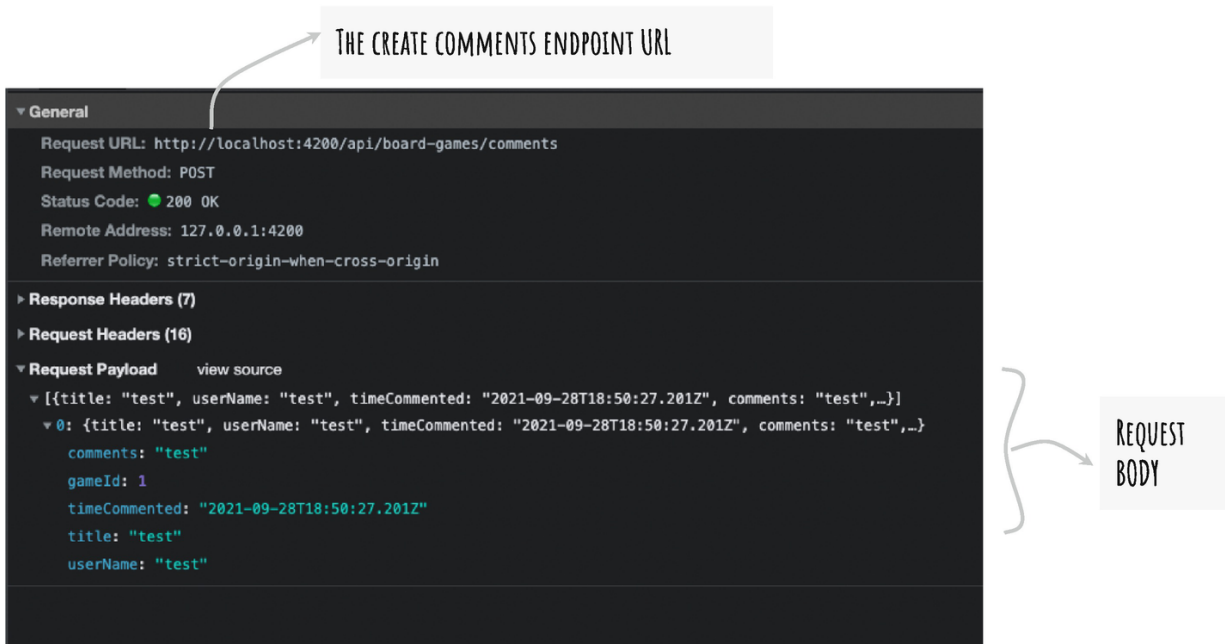 The create comments endpoint URL
General
Request URL: http://localhost:4200/api/board-games/comments
Request Method: POST
Status Code: 200 OK
Remote Address: 127.0.0.1:4200
Referrer Policy: strict-origin-when-cross-origin
Response Headers (7)
Request Headers (16)
Request Payload view source
[{title: "test", userName: "test", timeCommented: "2021-09-28T18:50:27.201Z", comments: "test",…}]
0: {title: "test", userName: "test", timeCommented: "2021-09-28T18:50:27.201Z", comments: "test",…}
comments: "test"
gameId: 1
timeCommented: "2021-09-28T18:50:27.201Z"
title: "test"
userName: "test"
Request
body